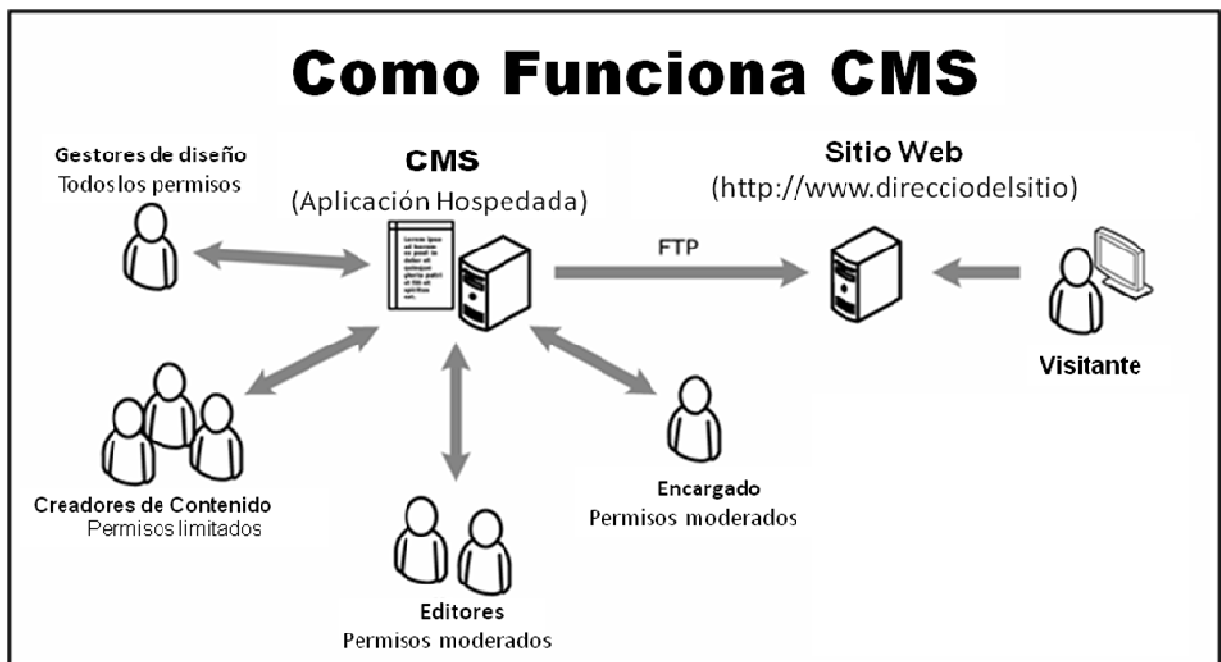 Como Funciona CMS
Gestores de diseño
Todos los permisos
CMS
(Aplicación Hospedada)
Sitio Web
(http://www.direcciodelsitio)
FTP
Visitante
Creadores de Contenido
Permisos limitados
Encargado
Permisos moderados
Editores
Permisos moderados